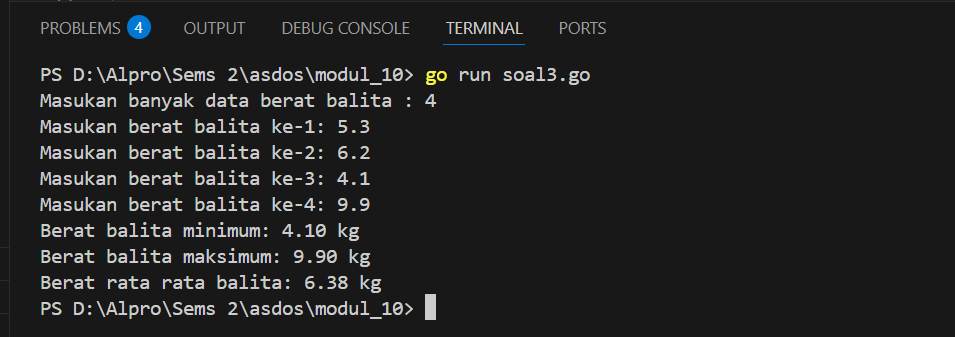 PROBLEMS 4 OUTPUT DEBUG CONSOLE TERMINAL PORTS
PS D:\Alpro\Sems 2\asdos\modul_10> go run soal3.go
Masukan banyak data berat balita : 4
Masukan berat balita ke-1: 5.3
Masukan berat balita ke-2: 6.2
Masukan berat balita ke-3: 4.1
Masukan berat balita ke-4: 9.9
Berat balita minimum: 4.10 kg
Berat balita maksimum: 9.90 kg
Berat rata rata balita: 6.38 kg
PS D:\Alpro\Sems 2\asdos\modul_10>